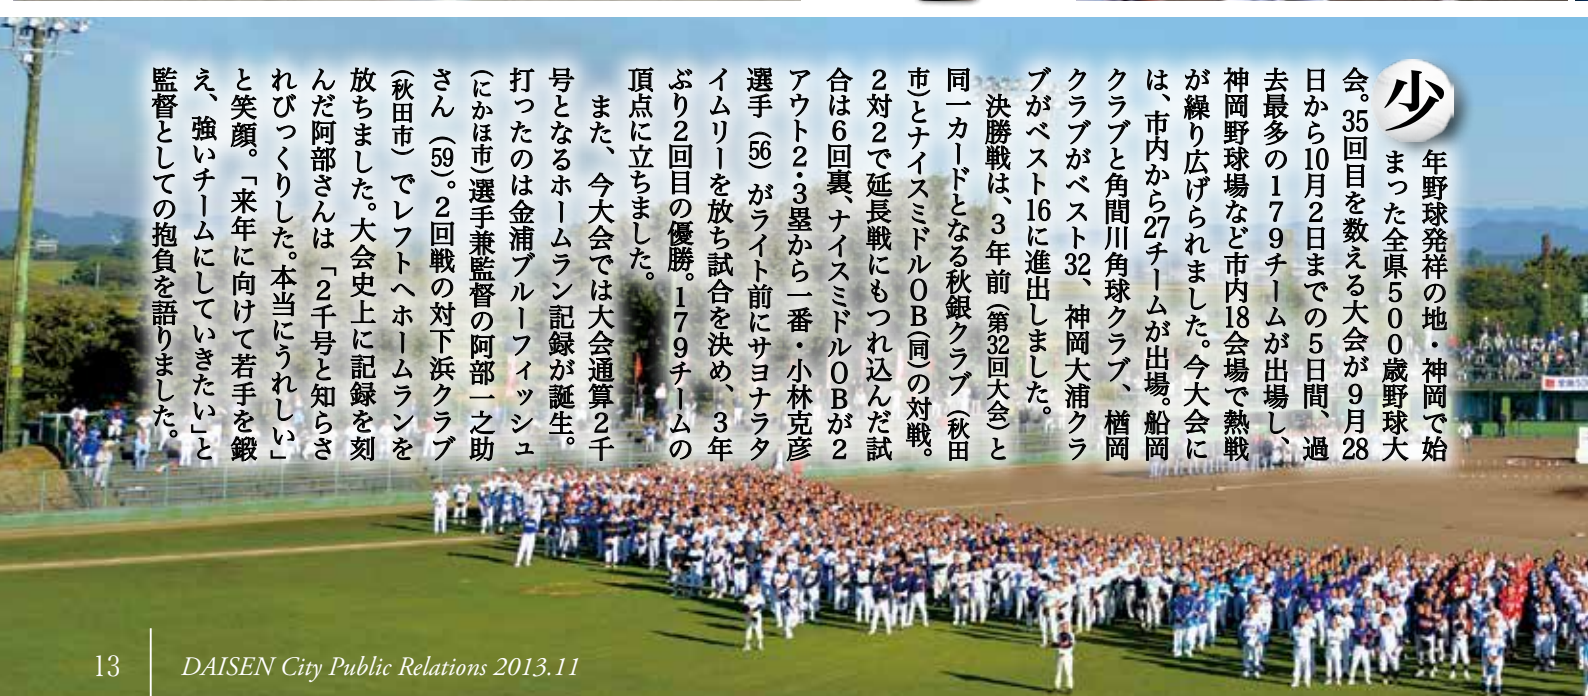 少
年野球発祥の地・神岡で始
まった全県５００歳野球大
会。35回目を数える大会が９月28
日から10月２日までの５日間、過
去最多の１７９チームが出場し、
神岡野球場など市内18会場で熱戦
が繰り広げられました。今大会に
は、市内から27チームが出場。船岡
クラブと角間川角球クラブ、楢岡
クラブがベスト32、神岡大浦クラ
ブがベスト16に進出しました。
決勝戦は、３年前（第32回大会）と
同一カードとなる秋銀クラブ（秋田
市）とナイスミドルＯＢ（同）の対戦。
２対２で延長戦にもつれ込んだ試
合は６回裏、ナイスミドルＯＢが２
アウト２・３塁から一番・小林克彦
選手（56）がライト前にサヨナラタ
イムリーを放ち試合を決め、３年
ぶり２回目の優勝。１７９チームの
頂点に立ちました。
また、今大会では大会通算２千
号となるホームラン記録が誕生。
打ったのは金浦ブルーフィッシュ
（にかほ市）選手兼監督の阿部一之助
さん（59）。２回戦の対下浜クラブ
（秋田市）でレフトへホームランを
放ちました。大会史上に記録を刻
んだ阿部さんは「２千号と知らさ
れびっくりした。本当にうれしい」
と笑顔。「来年に向けて若手を鍛
え、強いチームにしていきたい」と
監督としての抱負を語りました。
13
DAISEN City Public Relations 2013.11